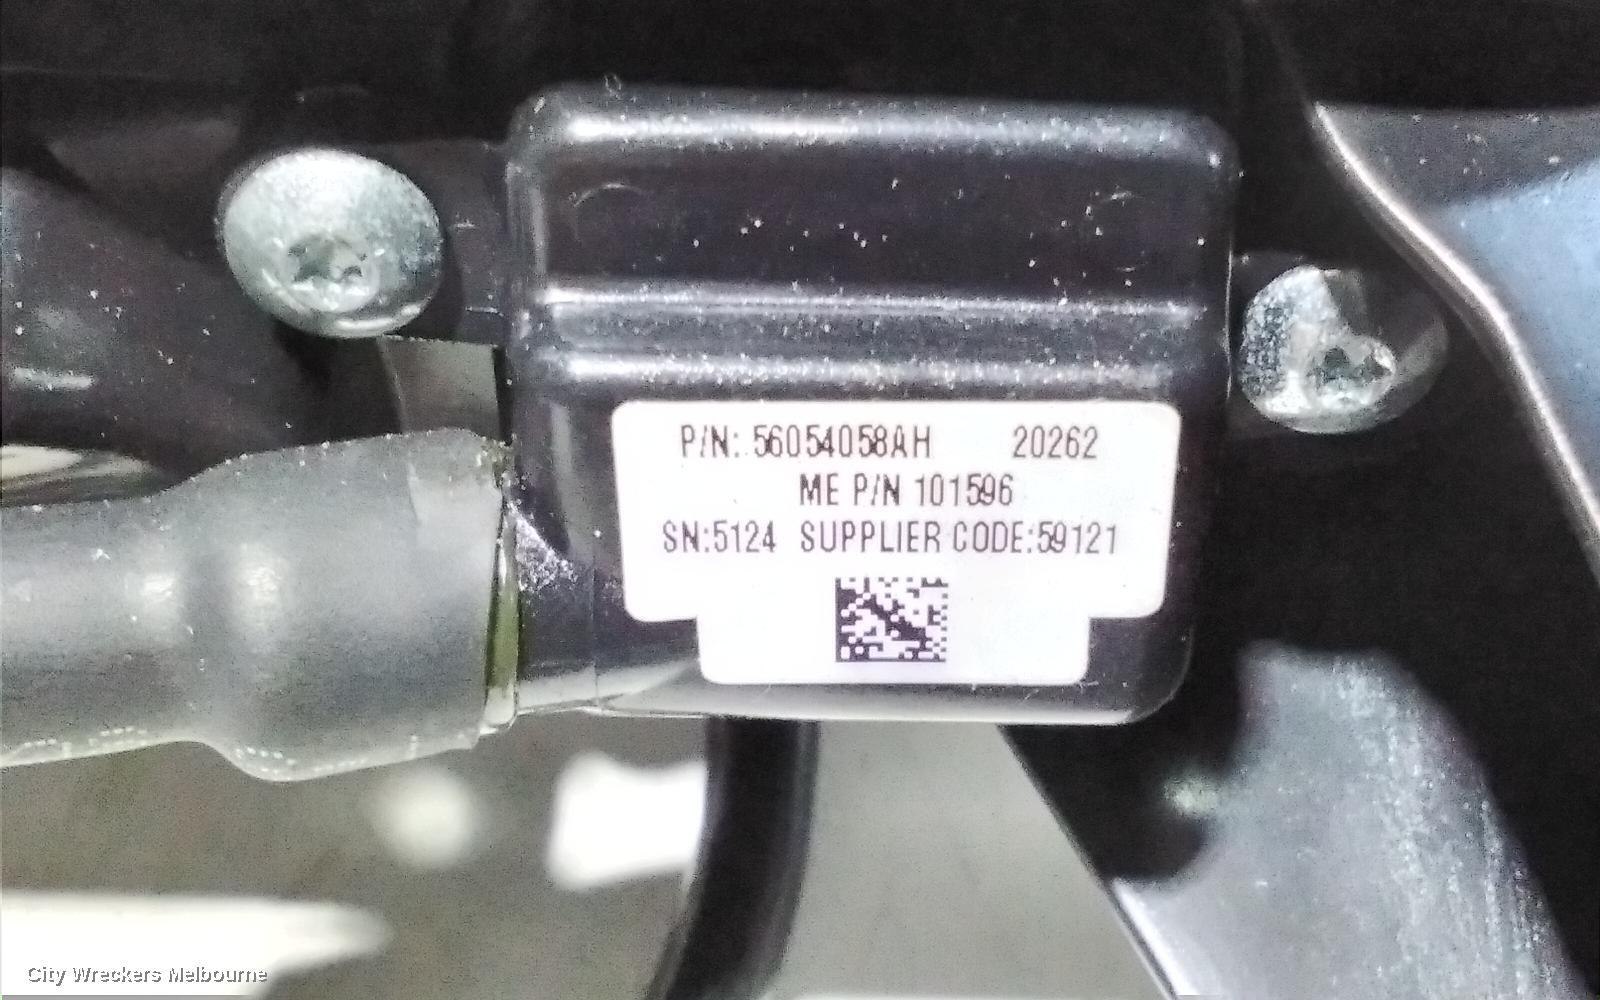 P/N: 56054058AH 20262
ME P/N 101596
SN:5124 SUPPLIER CODE:59121
City Wreckers Melbourne